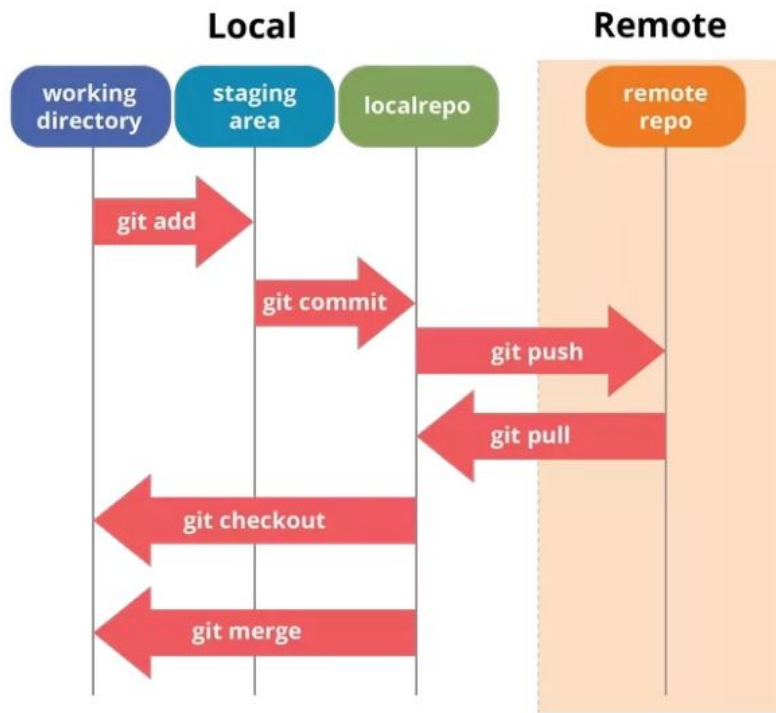 Local
Remote
working
directory
staging
area
localrepo
remote
repo
git add
git commit
git push
git pull
git checkout
git merge